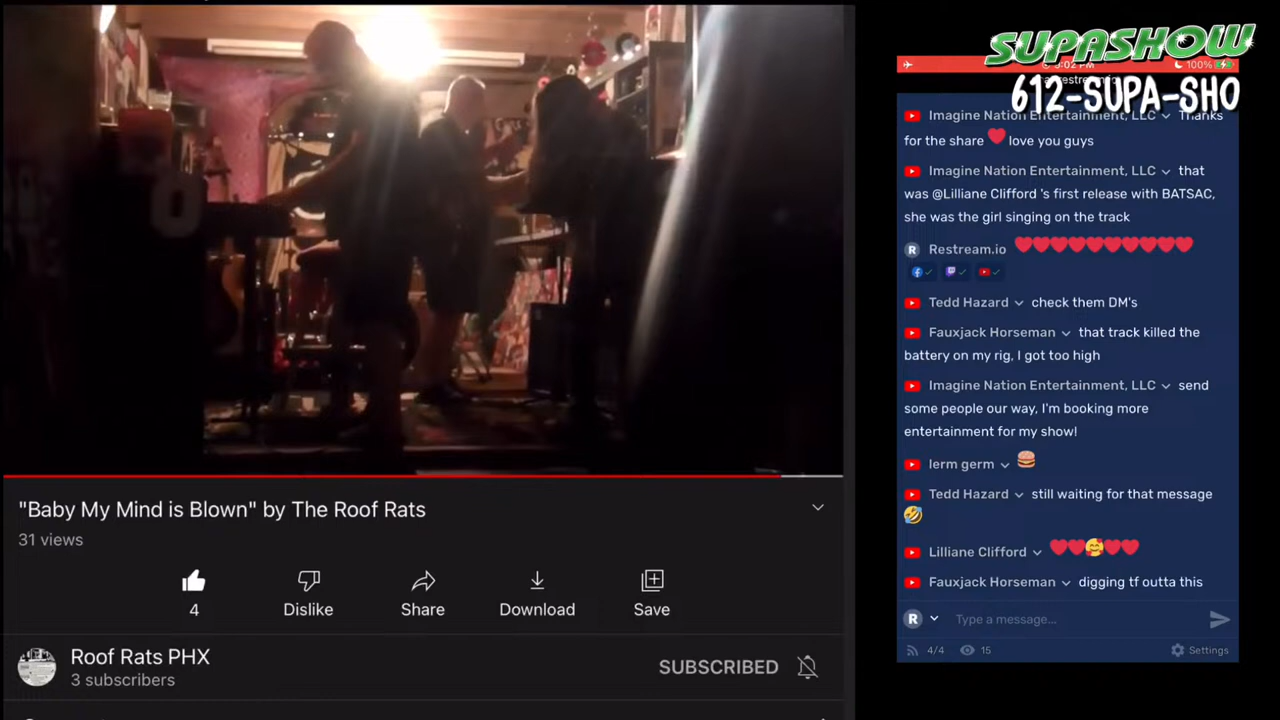 SUPASHOW
612-SUPA-SHO
100%
Imagine Nation Entertainment, LLC Thanks
for the share ❤️ love you guys
Imagine Nation Entertainment, LLC that
was @Lilliane Clifford 's first release with BATSAC,
she was the girl singing on the track
R Restream.io ❤️❤️❤️❤️❤️❤️❤️❤️❤️❤️
Tedd Hazard check them DM's
Fauxjack Horseman that track killed the
battery on my rig, I got too high
Imagine Nation Entertainment, LLC send
some people our way, I'm booking more
entertainment for my show!
lerm germ 🍔
Tedd Hazard still waiting for that message
🤣
Lilliane Clifford ❤️❤️🥰❤️❤️
Fauxjack Horseman digging tf outta this
R Type a message...
4/4 15 Settings
"Baby My Mind is Blown" by The Roof Rats
31 views
4 Dislike Share Download Save
Roof Rats PHX
3 subscribers
SUBSCRIBED